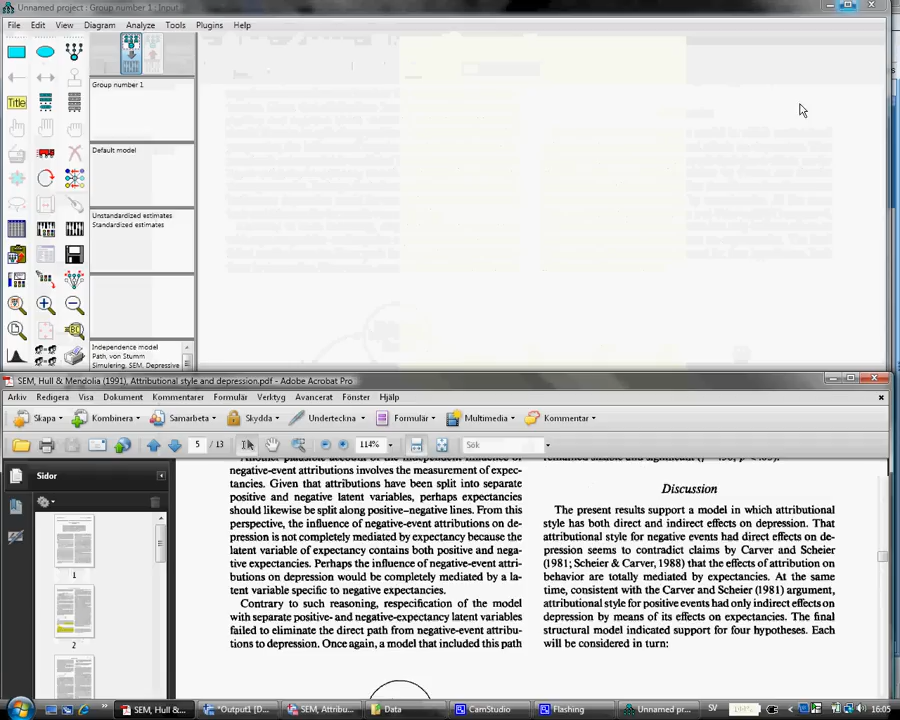 Unnamed project : Group number 1 : Input
File Edit View Diagram Analyze Tools Plugins Help
Title
Group number 1
Default model
Unstandardized estimates
Standardized estimates
Independence model
Path, von Stumm
Simulering, SEM, Depressive
SEM, Hull & Mendolia (1991), Attributional style and depression.pdf - Adobe Acrobat Pro
Arkiv Redigera Visa Dokument Kommentarer Formulär Verktyg Avancerat Fönster Hjälp
Skapa Kombinera Samarbeta Skydda Underteckna Formulär Multimedia Kommentar
5 / 13 114% Sök
Sidor
1
2
negative-event attributions involves the measurement of expec-
tancies. Given that attributions have been split into separate
positive and negative latent variables, perhaps expectancies
should likewise be split along positive–negative lines. From this
perspective, the influence of negative-event attributions on de-
pression is not completely mediated by expectancy because the
latent variable of expectancy contains both positive and nega-
tive expectancies. Perhaps the influence of negative-event attri-
butions on depression would be completely mediated by a la-
tent variable specific to negative expectancies.
Contrary to such reasoning, respecification of the model
with separate positive- and negative-expectancy latent variables
failed to eliminate the direct path from negative-event attribu-
tions to depression. Once again, a model that included this path
Discussion
The present results support a model in which attributional
style has both direct and indirect effects on depression. That
attributional style for negative events had direct effects on de-
pression seems to contradict claims by Carver and Scheier
(1981; Scheier & Carver, 1988) that the effects of attribution on
behavior are totally mediated by expectancies. At the same
time, consistent with the Carver and Scheier (1981) argument,
attributional style for positive events had only indirect effects on
depression by means of its effects on expectancies. The final
structural model indicated support for four hypotheses. Each
will be considered in turn:
SEM, Hull &... *Output1 [D... SEM, Attribu... Data CamStudio Flashing Unnamed pr... SV 16:05